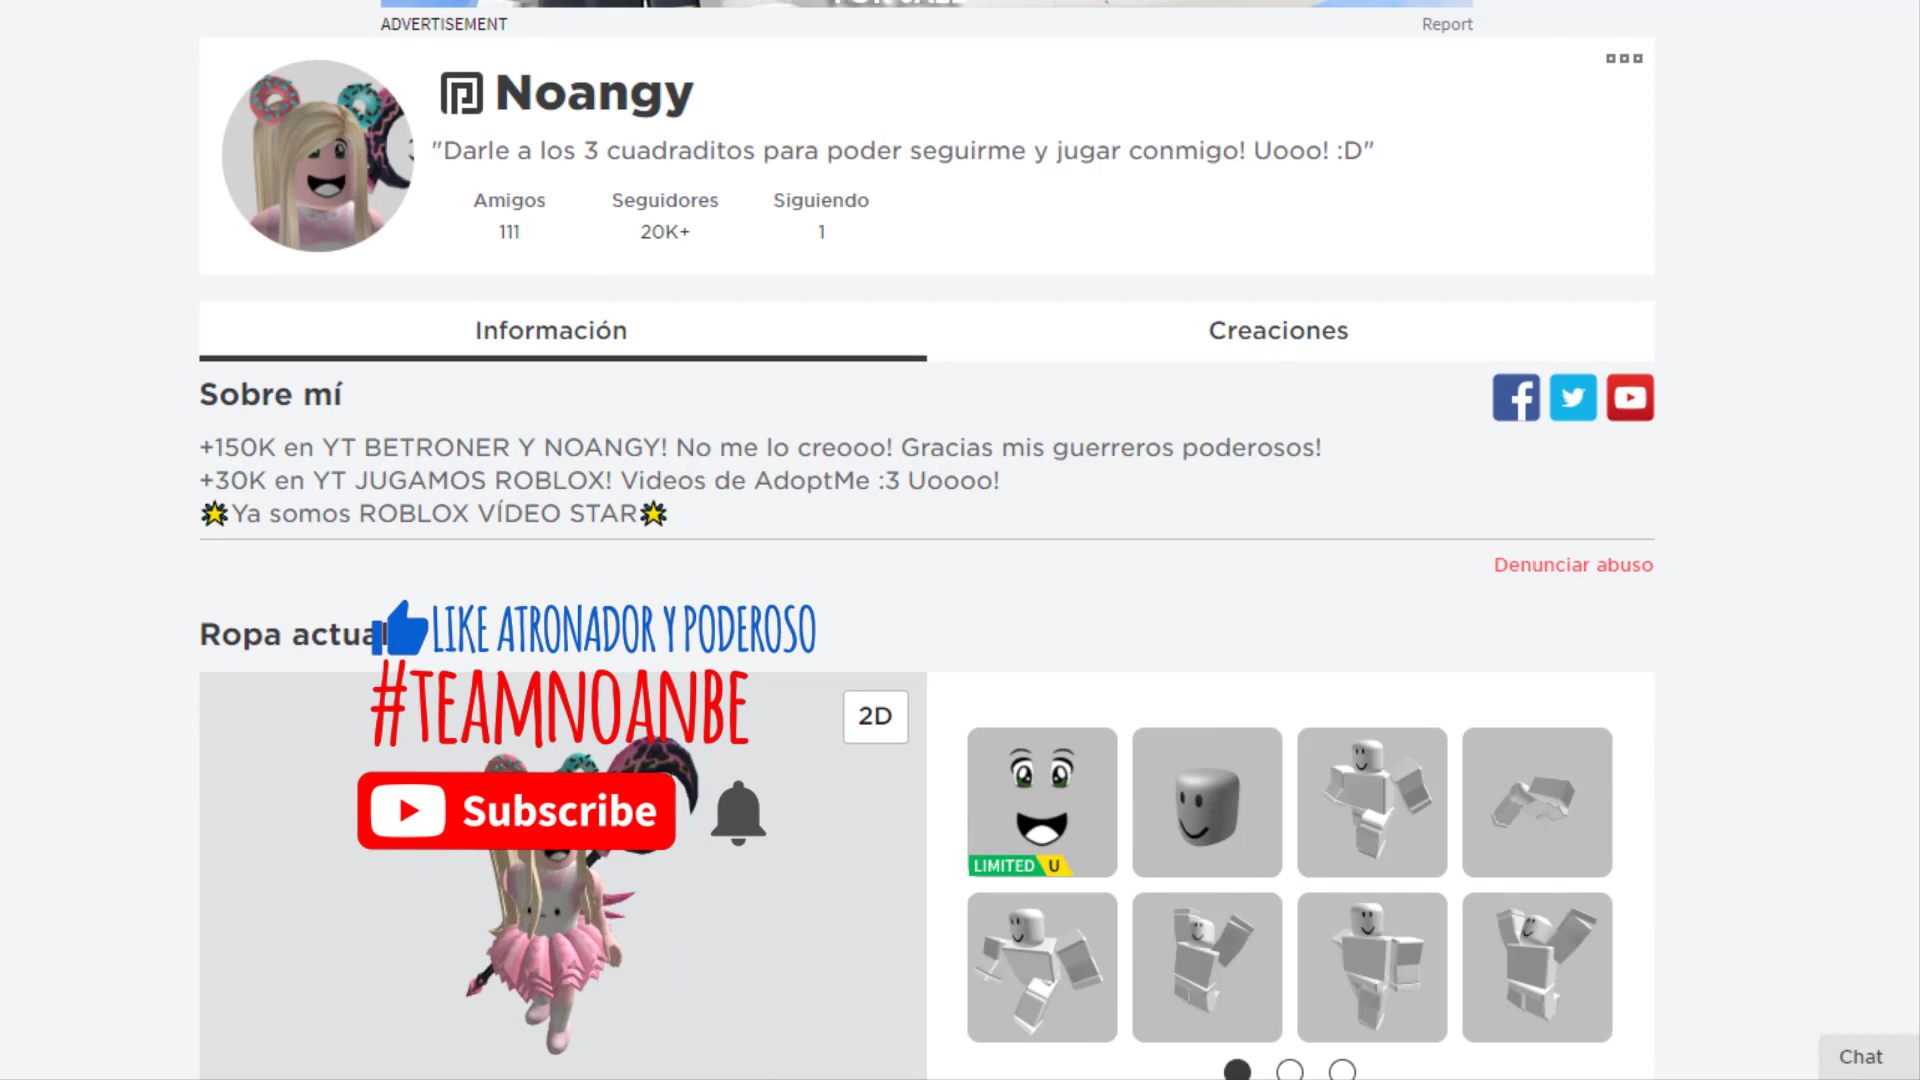 ADVERTISEMENT
Report
Noangy
"Darle a los 3 cuadraditos para poder seguirme y jugar conmigo! Uooo! :D"
Amigos Seguidores Siguiendo
111 20K+ 1
Información Creaciones
Sobre mí
+150K en YT BETRONER Y NOANGY! No me lo creooo! Gracias mis guerreros poderosos!
+30K en YT JUGAMOS ROBLOX! Videos de AdoptMe :3 Uoooo!
🌟Ya somos ROBLOX VÍDEO STAR🌟
Denunciar abuso
Ropa actual
LIKE ATRONADOR Y PODEROSO
#TEAMNOANBE
2D
Subscribe
LIMITED U
Chat